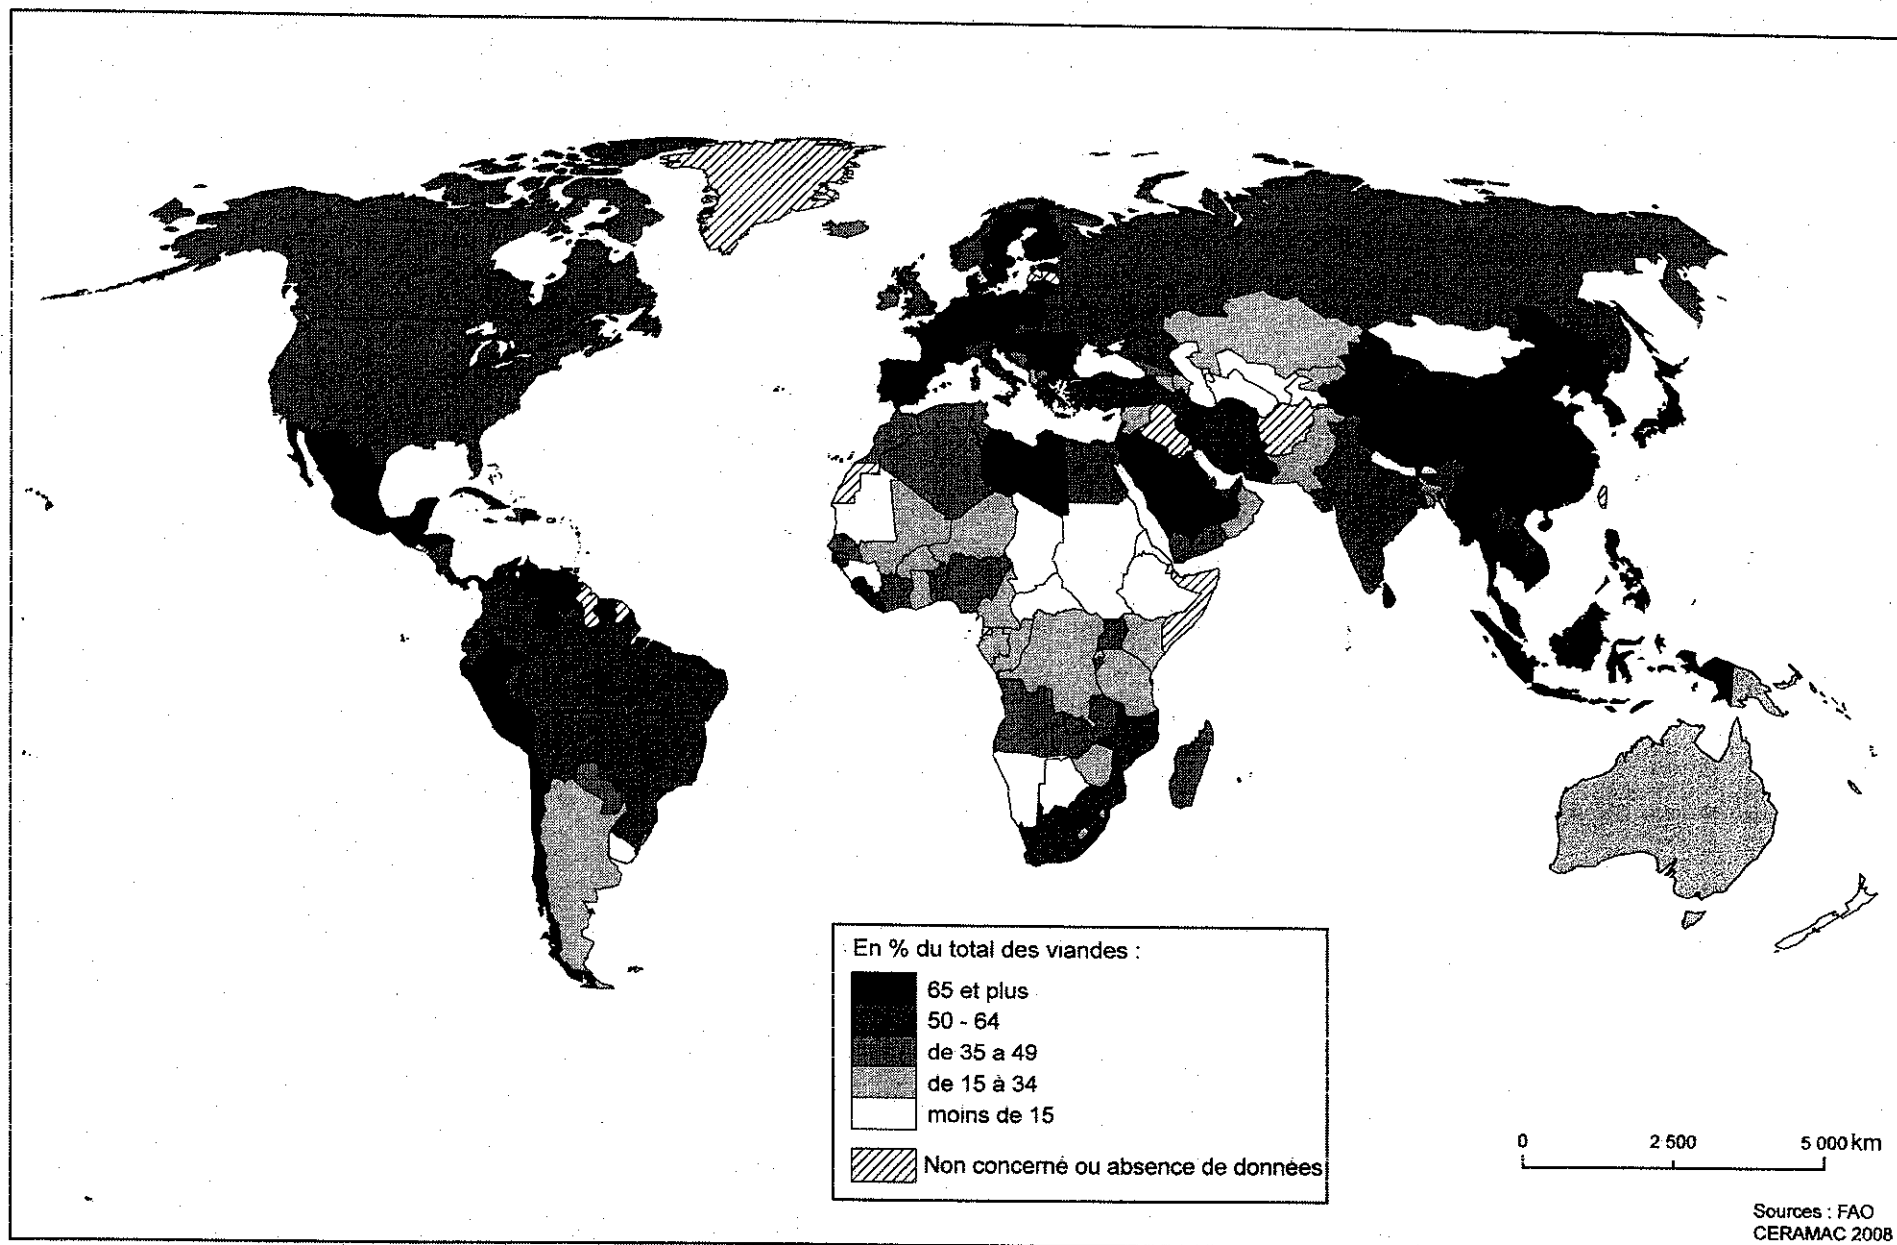 En % du total des viandes :
65 et plus
50 - 64
de 35 a 49
de 15 à 34
moins de 15
Non concerné ou absence de données
0 2 500 5 000 km
Sources : FAO
CERAMAC 2008